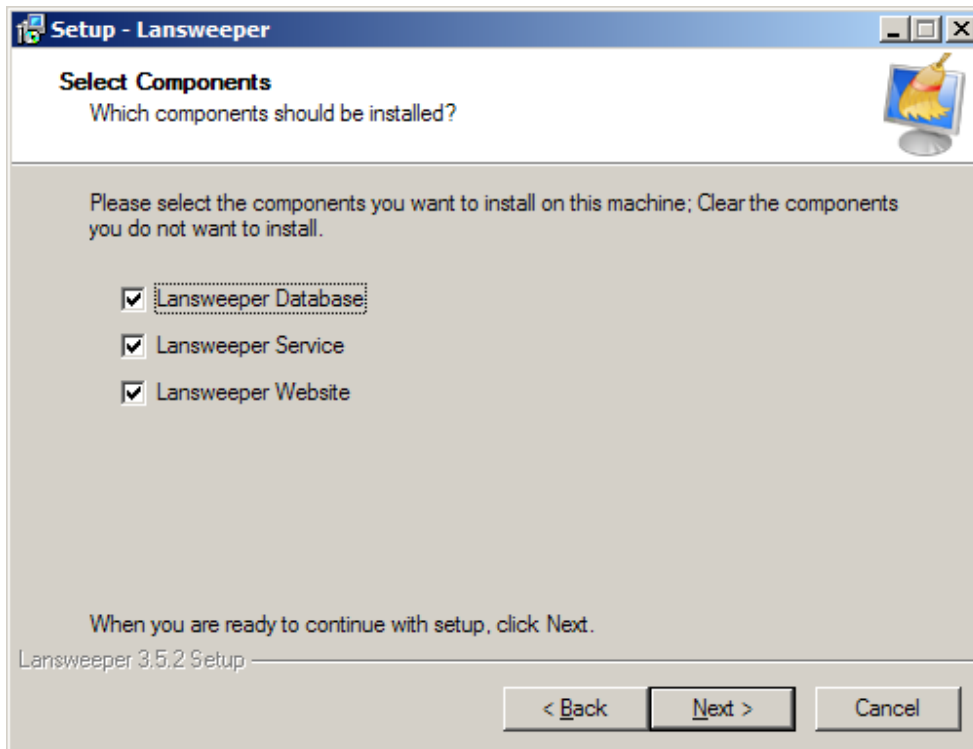 Setup - Lansweeper
Select Components
Which components should be installed?
Please select the components you want to install on this machine; Clear the components
you do not want to install.
Lansweeper Database
Lansweeper Service
Lansweeper Website
When you are ready to continue with setup, click Next.
Lansweeper 3.5.2 Setup
< Back Next > Cancel